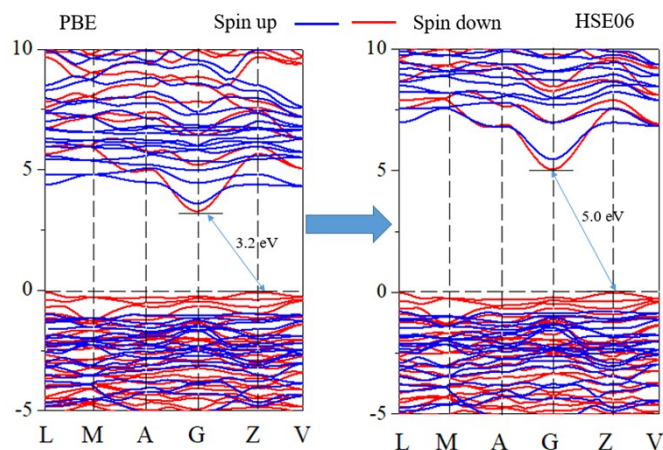 PBE Spin up Spin down HSE06
10 10
5 5
3.2 eV 5.0 eV
0 0
-5 -5
L M A G Z V L M A G Z V